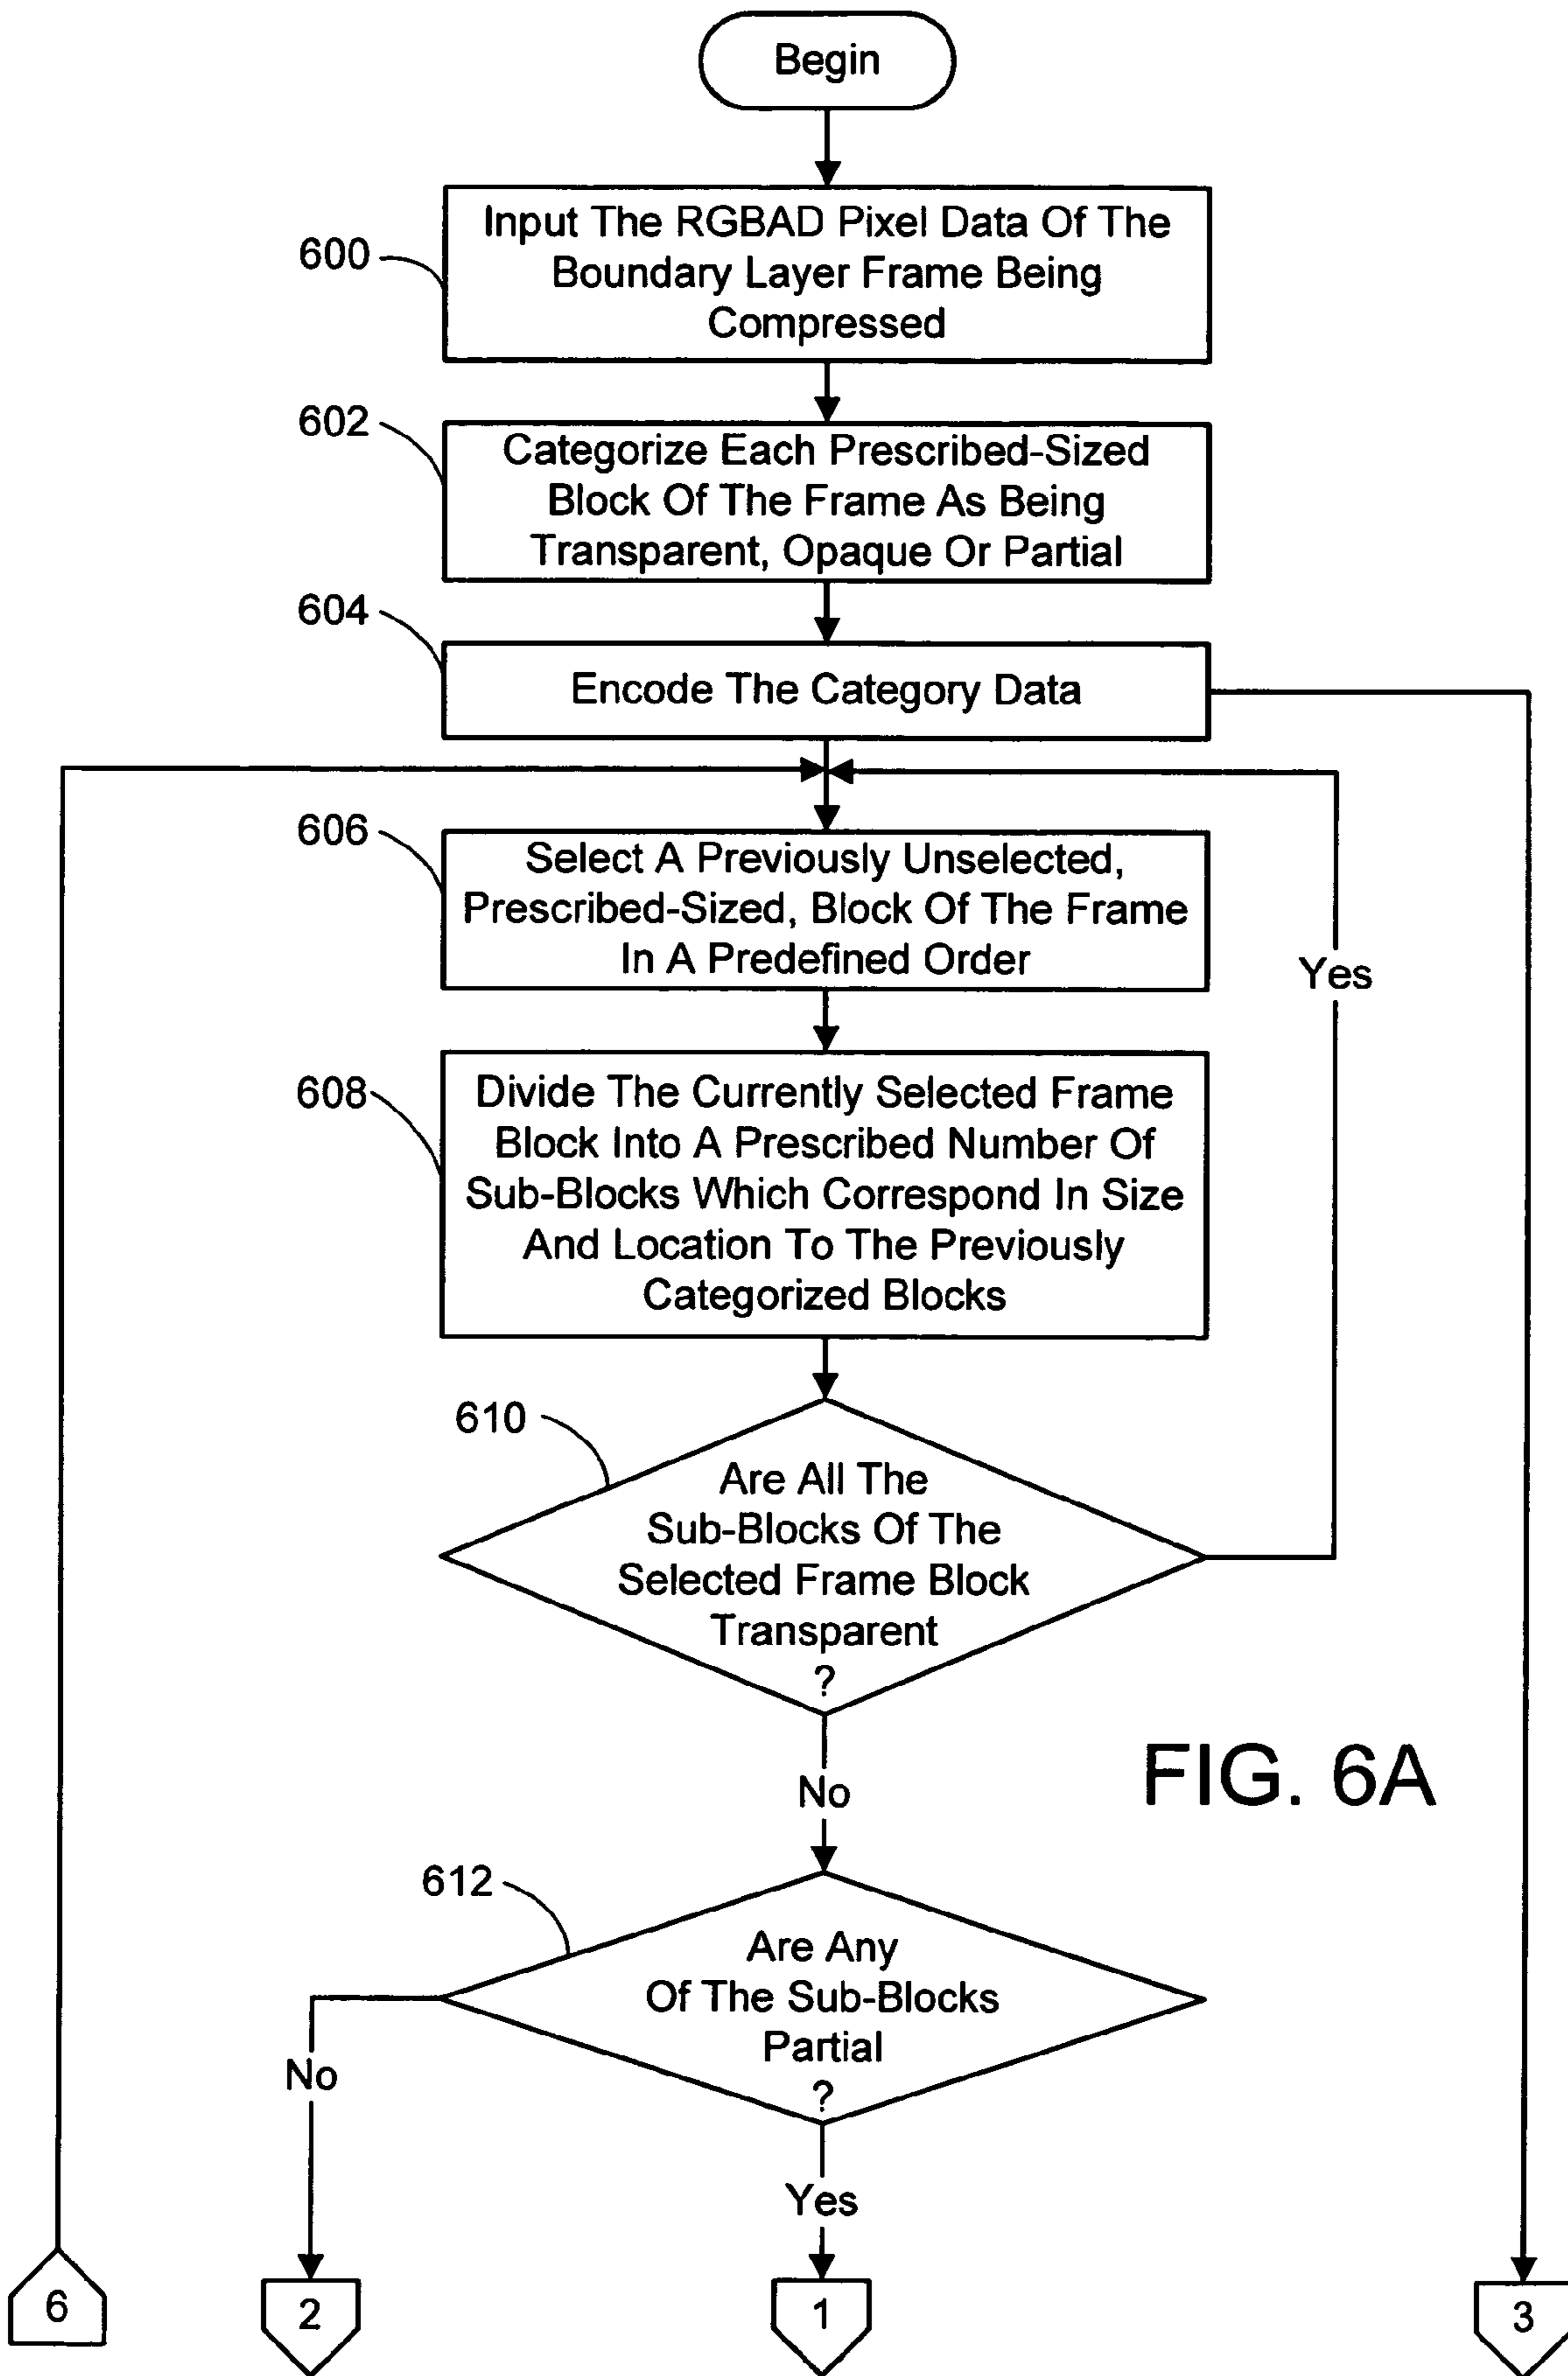 Begin
600
Input The RGBAD Pixel Data Of The
Boundary Layer Frame Being
Compressed
602
Categorize Each Prescribed-Sized
Block Of The Frame As Being
Transparent, Opaque Or Partial
604
Encode The Category Data
606
Select A Previously Unselected,
Prescribed-Sized, Block Of The Frame
In A Predefined Order
Yes
608
Divide The Currently Selected Frame
Block Into A Prescribed Number Of
Sub-Blocks Which Correspond In Size
And Location To The Previously
Categorized Blocks
610
Are All The
Sub-Blocks Of The
Selected Frame Block
Transparent
?
No
FIG. 6A
612
Are Any
Of The Sub-Blocks
Partial
?
No
Yes
6
2
1
3